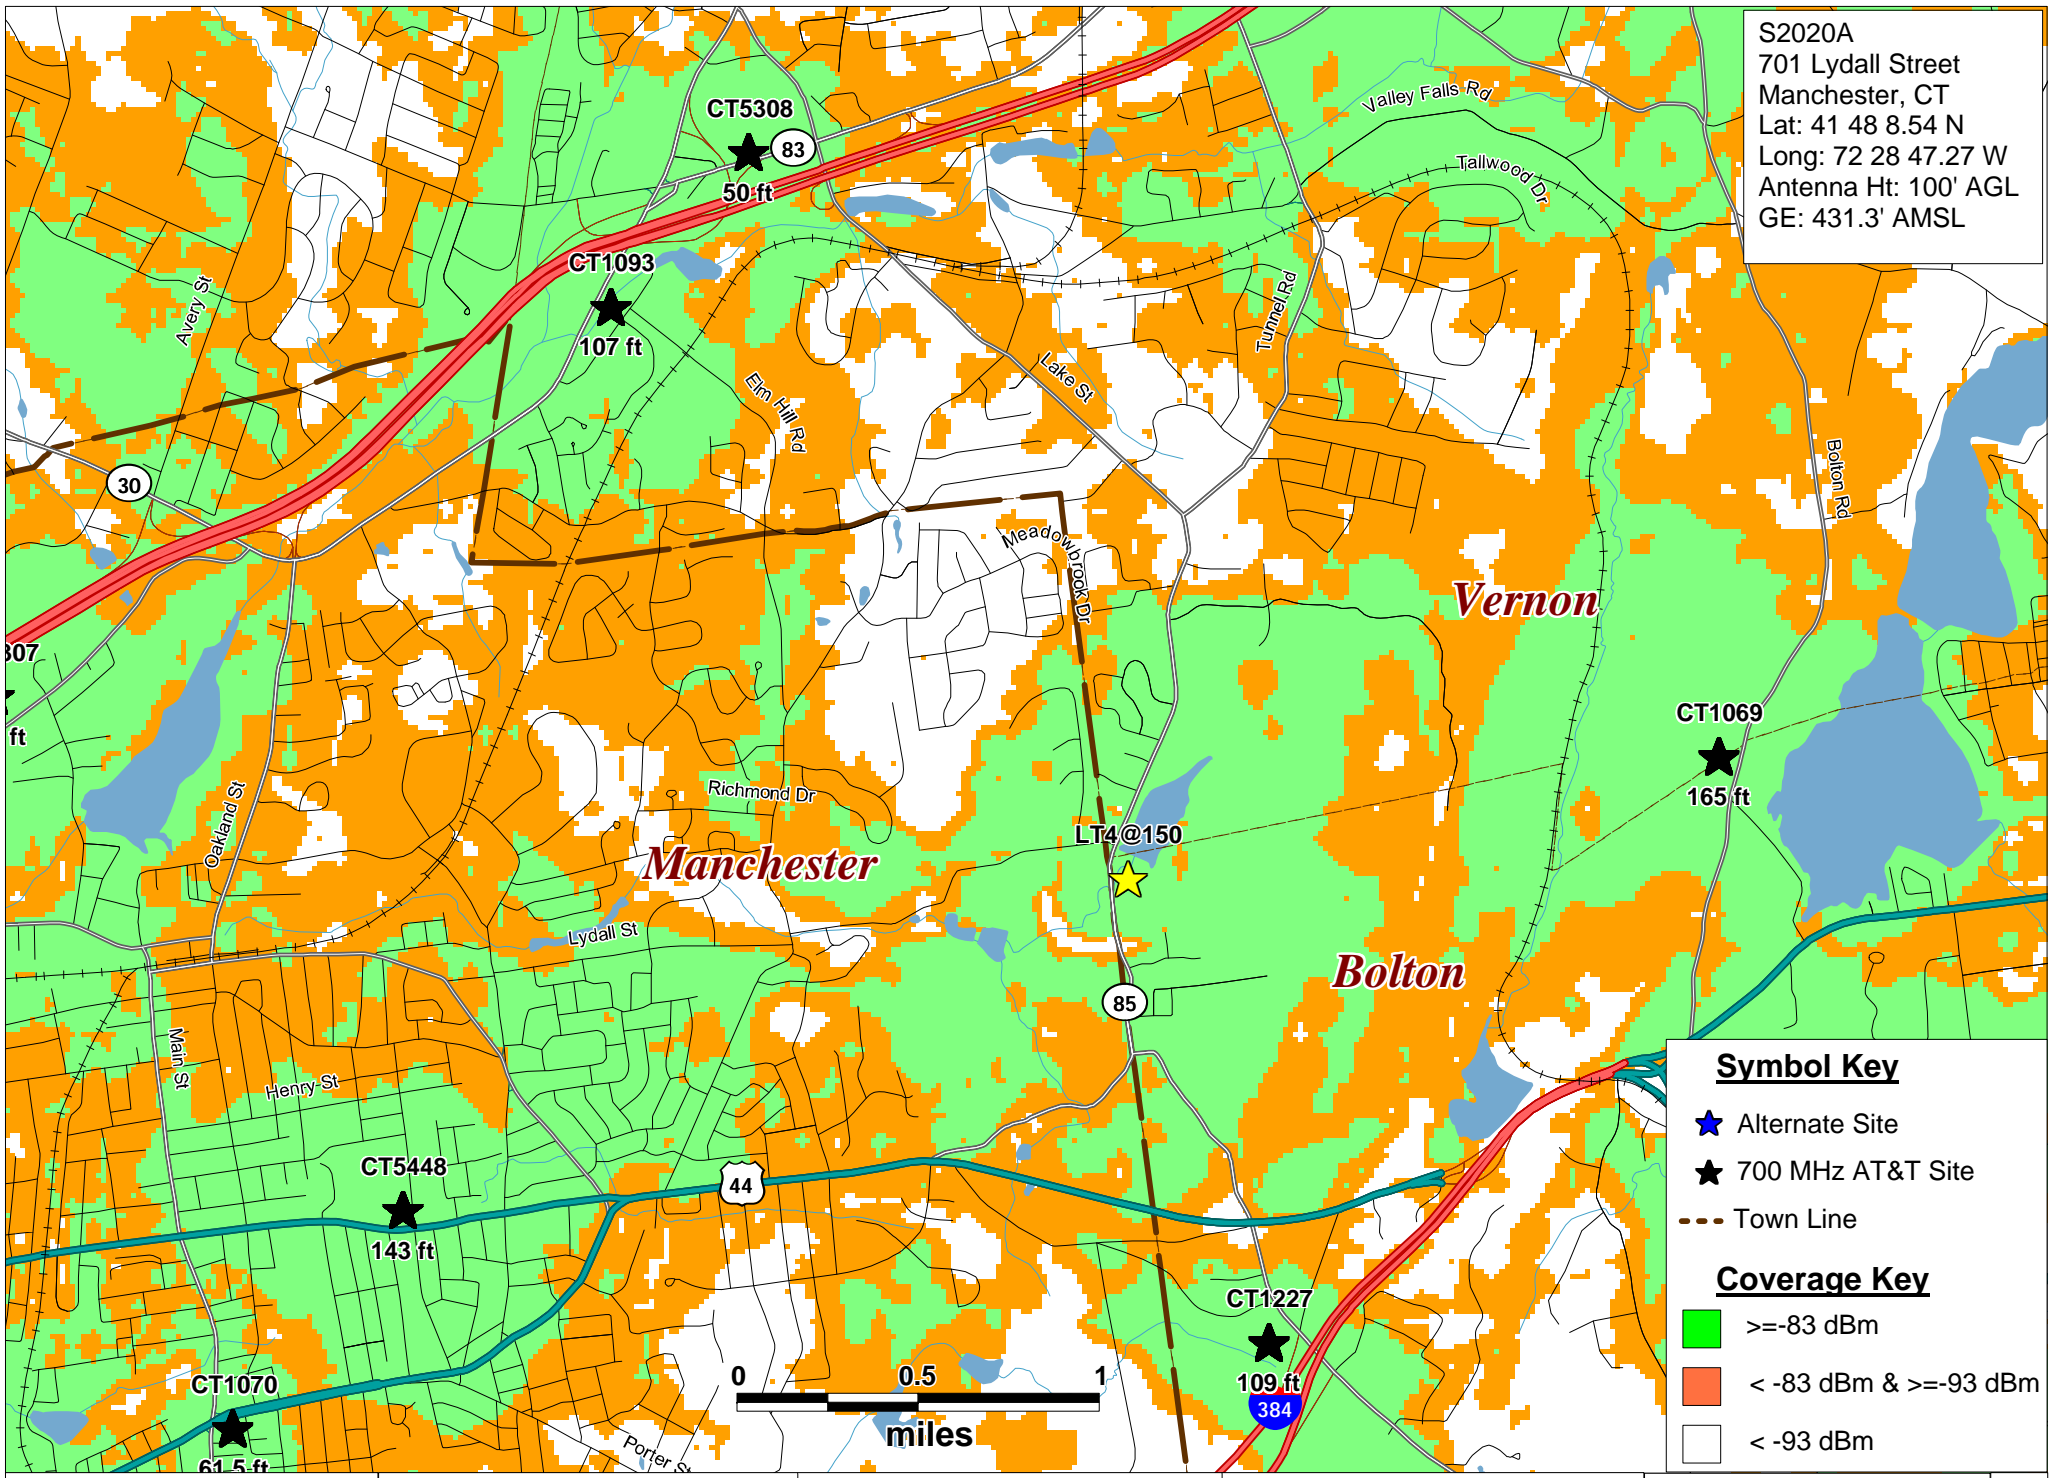 S2020A
701 Lydall Street
Manchester, CT
Lat: 41 48 8.54 N
Long: 72 28 47.27 W
Antenna Ht: 100' AGL
GE: 431.3' AMSL
CT5308
83
50 ft
Valley Falls Rd
Tallwood Dr
CT1093
107 ft
Avery St
Tunnel Rd
Lake St
Elm Hill Rd
Bolton Rd
30
Meadowbrook Dr
Vernon
307
ft
CT1069
165 ft
Oakland St
Richmond Dr
LT4@150
Manchester
Lydall St
Bolton
85
Main St
Henry St
CT5448
143 ft
44
CT1227
109 ft
384
CT1070
61.5 ft
Porter St
0 0.5 1
miles
Symbol Key
Alternate Site
700 MHz AT&T Site
Town Line
Coverage Key
>=-83 dBm
< -83 dBm & >=-93 dBm
< -93 dBm